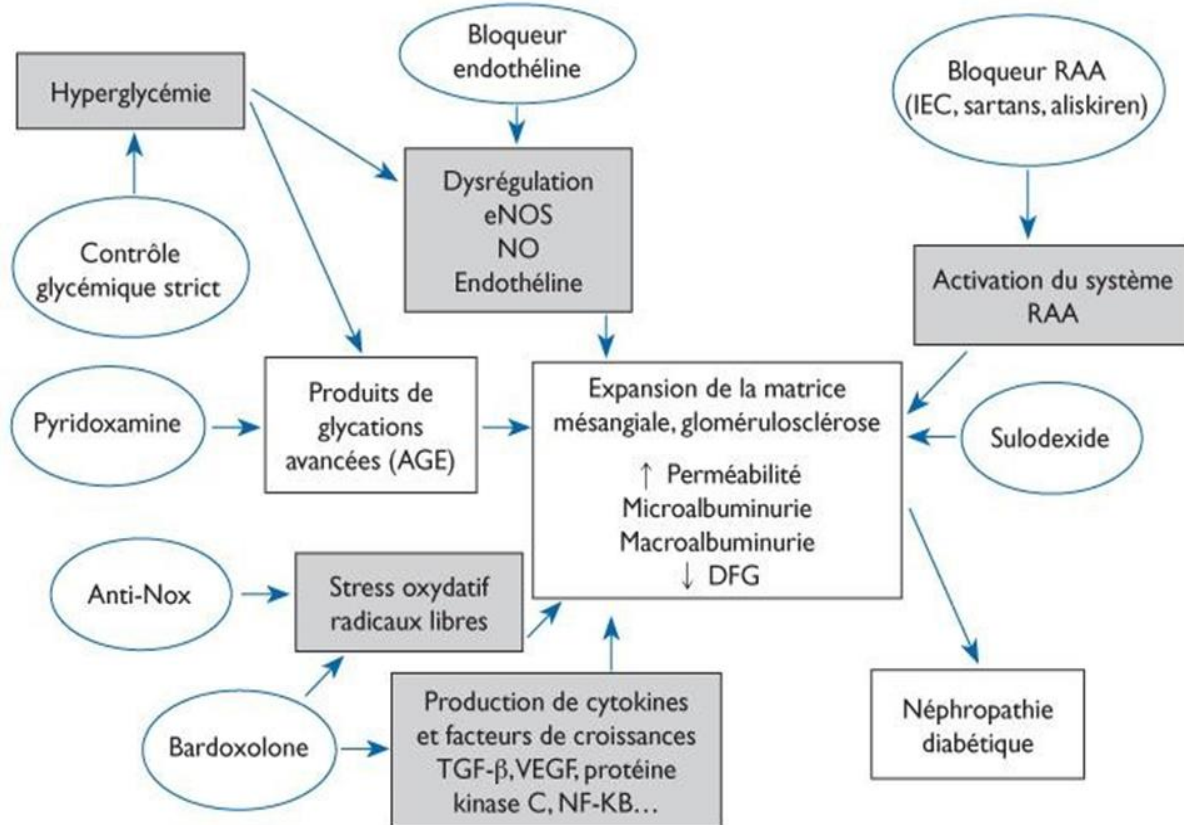 Bloqueur
endothéline
Hyperglycémie
Bloqueur RAA
(IEC, sartans, aliskiren)
Dysrégulation
eNOS
NO
Endothéline
Contrôle
glycémique strict
Activation du système
RAA
Pyridoxamine
Produits de
glycations
avancées (AGE)
Expansion de la matrice
mésangiale, glomérulosclérose
↑ Perméabilité
Microalbuminurie
Macroalbuminurie
↓ DFG
Sulodexide
Anti-Nox
Stress oxydatif
radicaux libres
Bardoxolone
Production de cytokines
et facteurs de croissances
TGF-β, VEGF, protéine
kinase C, NF-KB...
Néphropathie
diabétique